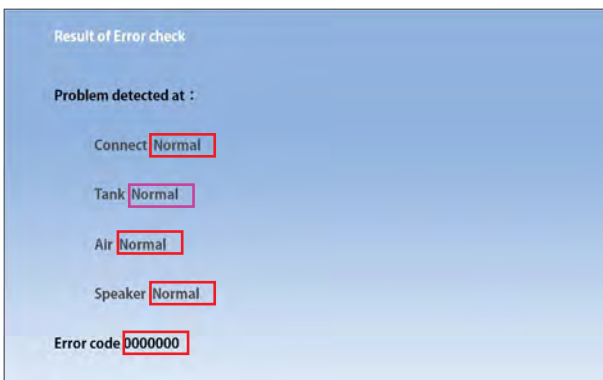 Result of Error check
Problem detected at：
Connect Normal
Tank Normal
Air Normal
Speaker Normal
Error code 0000000